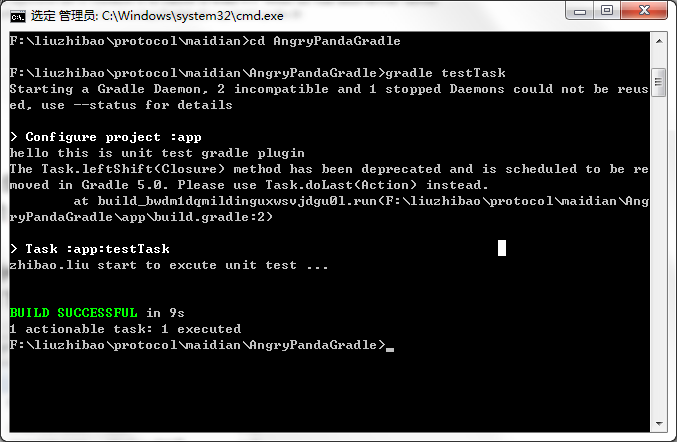 选定 管理员: C:\Windows\system32\cmd.exe
F:\liuzhibao\protocol\maidian>cd AngryPandaGradle
F:\liuzhibao\protocol\maidian\AngryPandaGradle>gradle testTask
Starting a Gradle Daemon, 2 incompatible and 1 stopped Daemons could not be reus
ed, use --status for details
> Configure project :app
hello this is unit test gradle plugin
The Task.leftShift(Closure) method has been deprecated and is scheduled to be re
moved in Gradle 5.0. Please use Task.doLast(Action) instead.
at build_bwdm1dqmildinguxwsvjdgu0l.run(F:\liuzhibao\protocol\maidian\Ang
ryPandaGradle\app\build.gradle:2)
> Task :app:testTask
zhibao.liu start to excute unit test ...
BUILD SUCCESSFUL in 9s
1 actionable task: 1 executed
F:\liuzhibao\protocol\maidian\AngryPandaGradle>